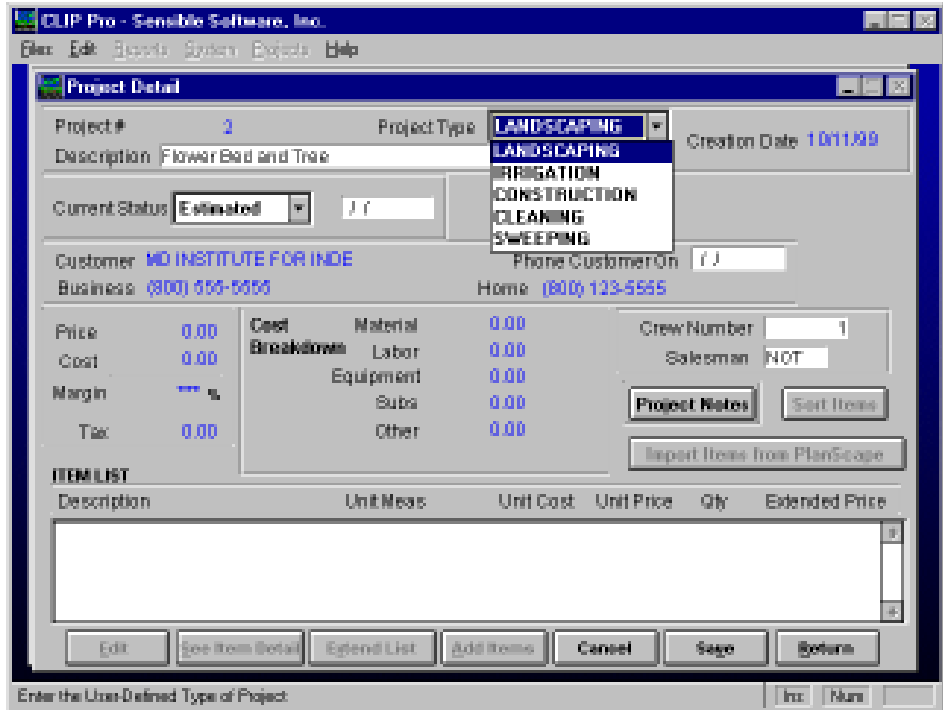 CLIP Pro - Sensible Software, Inc.
Files Edit Reports System Projects Help
Project Detail
Project # 2 Project Type LANDSCAPING
LANDSCAPING
IRRIGATION
CONSTRUCTION
CLEANING
SWEEPING
Creation Date 10/11/99
Description Flower Bed and Tree
Current Status Estimated / /
Customer MD INSTITUTE FOR INDE Phone Customer On / /
Business (800) 555-5555 Home (800) 123-5555
Price 0.00 Cost Breakdown Material 0.00 Crew Number 1
Cost 0.00 Labor 0.00 Salesman NOT
Margin *** % Equipment 0.00
Subs 0.00 Project Notes Sort Items
Tax 0.00 Other 0.00
Import Items from PlanScape
ITEM LIST
Description Unit Meas Unit Cost Unit Price Qty Extended Price
Edit See Item Detail Extend List Add Items Cancel Save Return
Enter the User-Defined Type of Project Ins Num